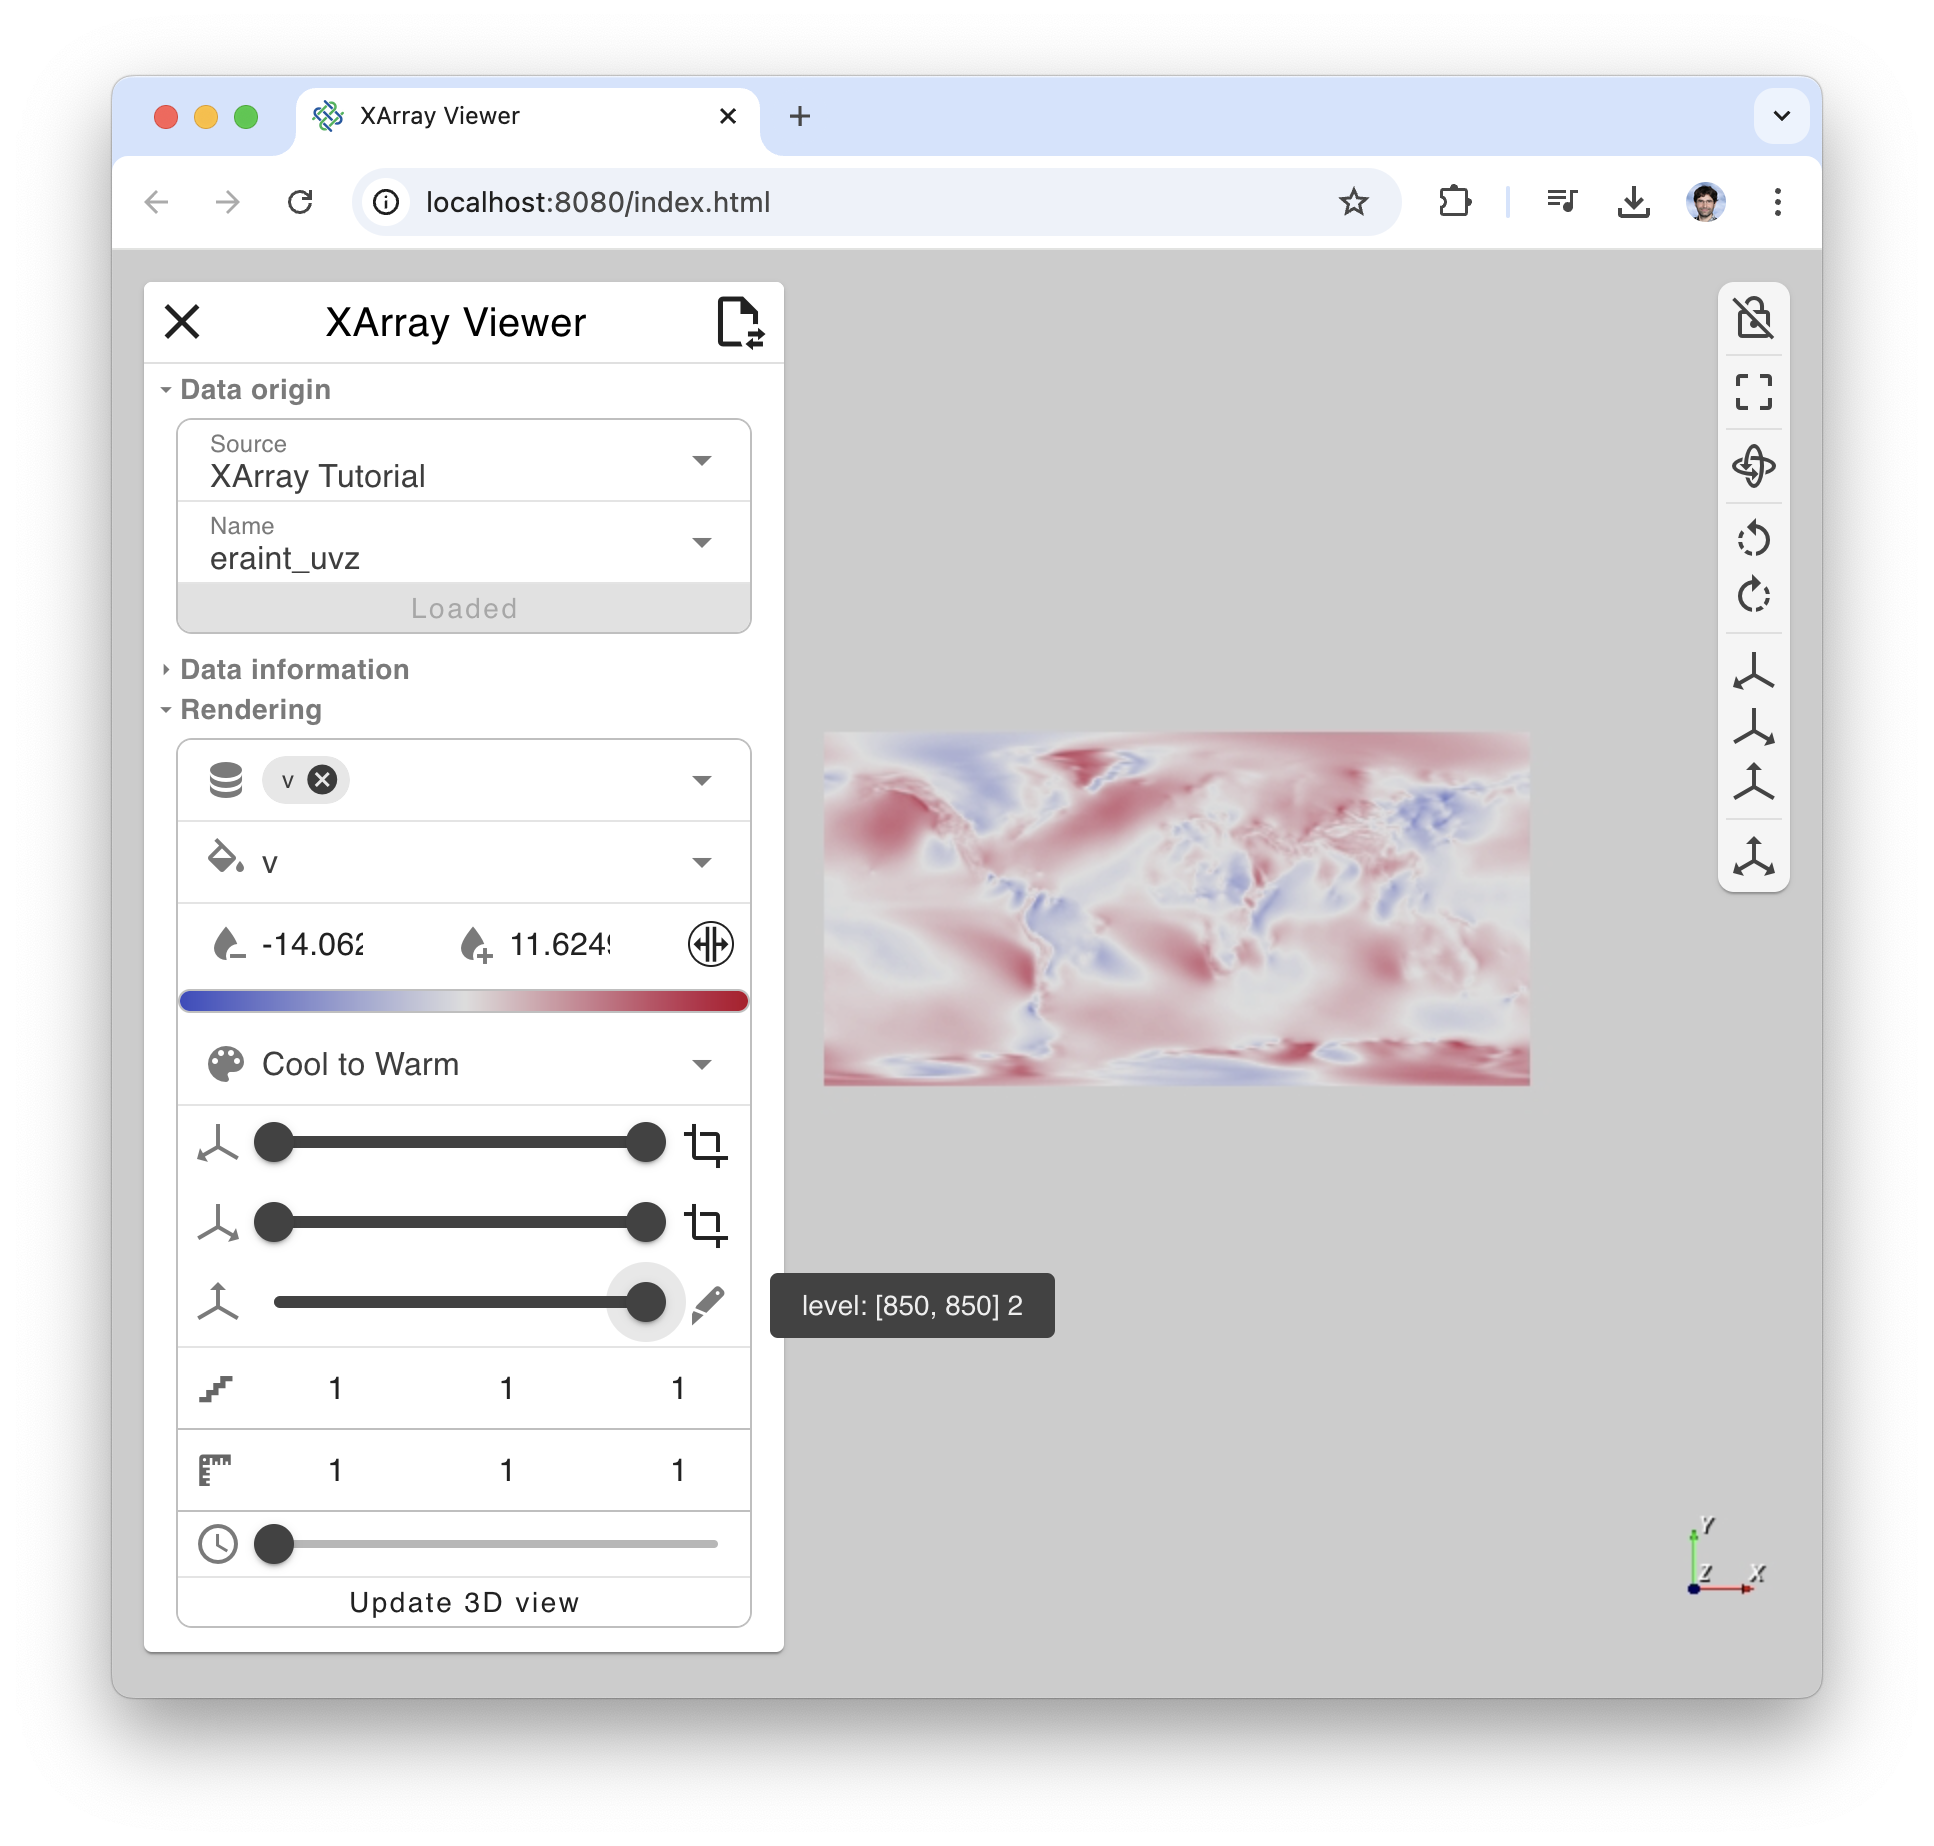 XArray Viewer
localhost:8080/index.html
XArray Viewer
Data origin
Source
XArray Tutorial
Name
eraint_uvz
Loaded
Data information
Rendering
v
v
-14.062 11.6249
Cool to Warm
level: [850, 850] 2
1 1 1
1 1 1
Update 3D view
Y
Z X